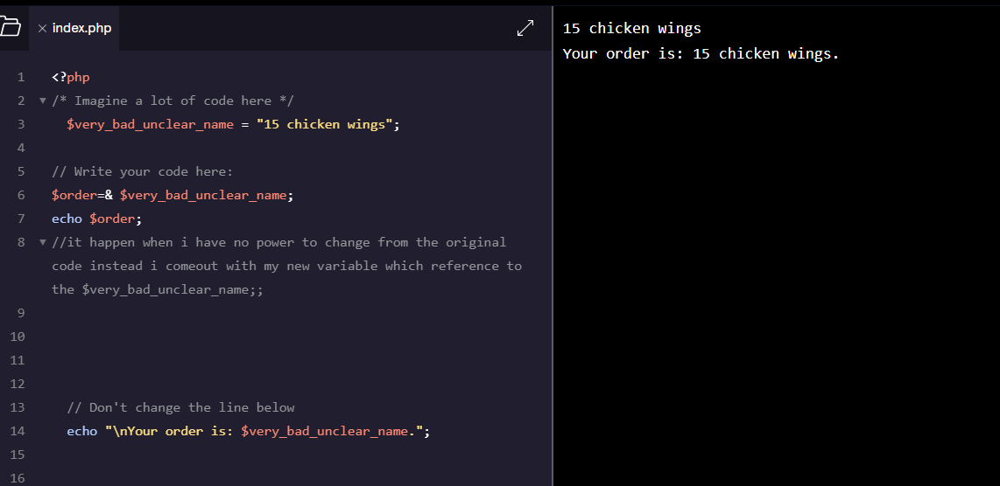 index.php
1 <?php
2 /* Imagine a lot of code here */
3 $very_bad_unclear_name = "15 chicken wings";
4
5 // Write your code here:
6 $order=& $very_bad_unclear_name;
7 echo $order;
8 //it happen when i have no power to change from the original
code instead i comeout with my new variable which reference to
the $very_bad_unclear_name;;
9
10
11
12
13 // Don't change the line below
14 echo "\nYour order is: $very_bad_unclear_name.";
15
16
15 chicken wings
Your order is: 15 chicken wings.